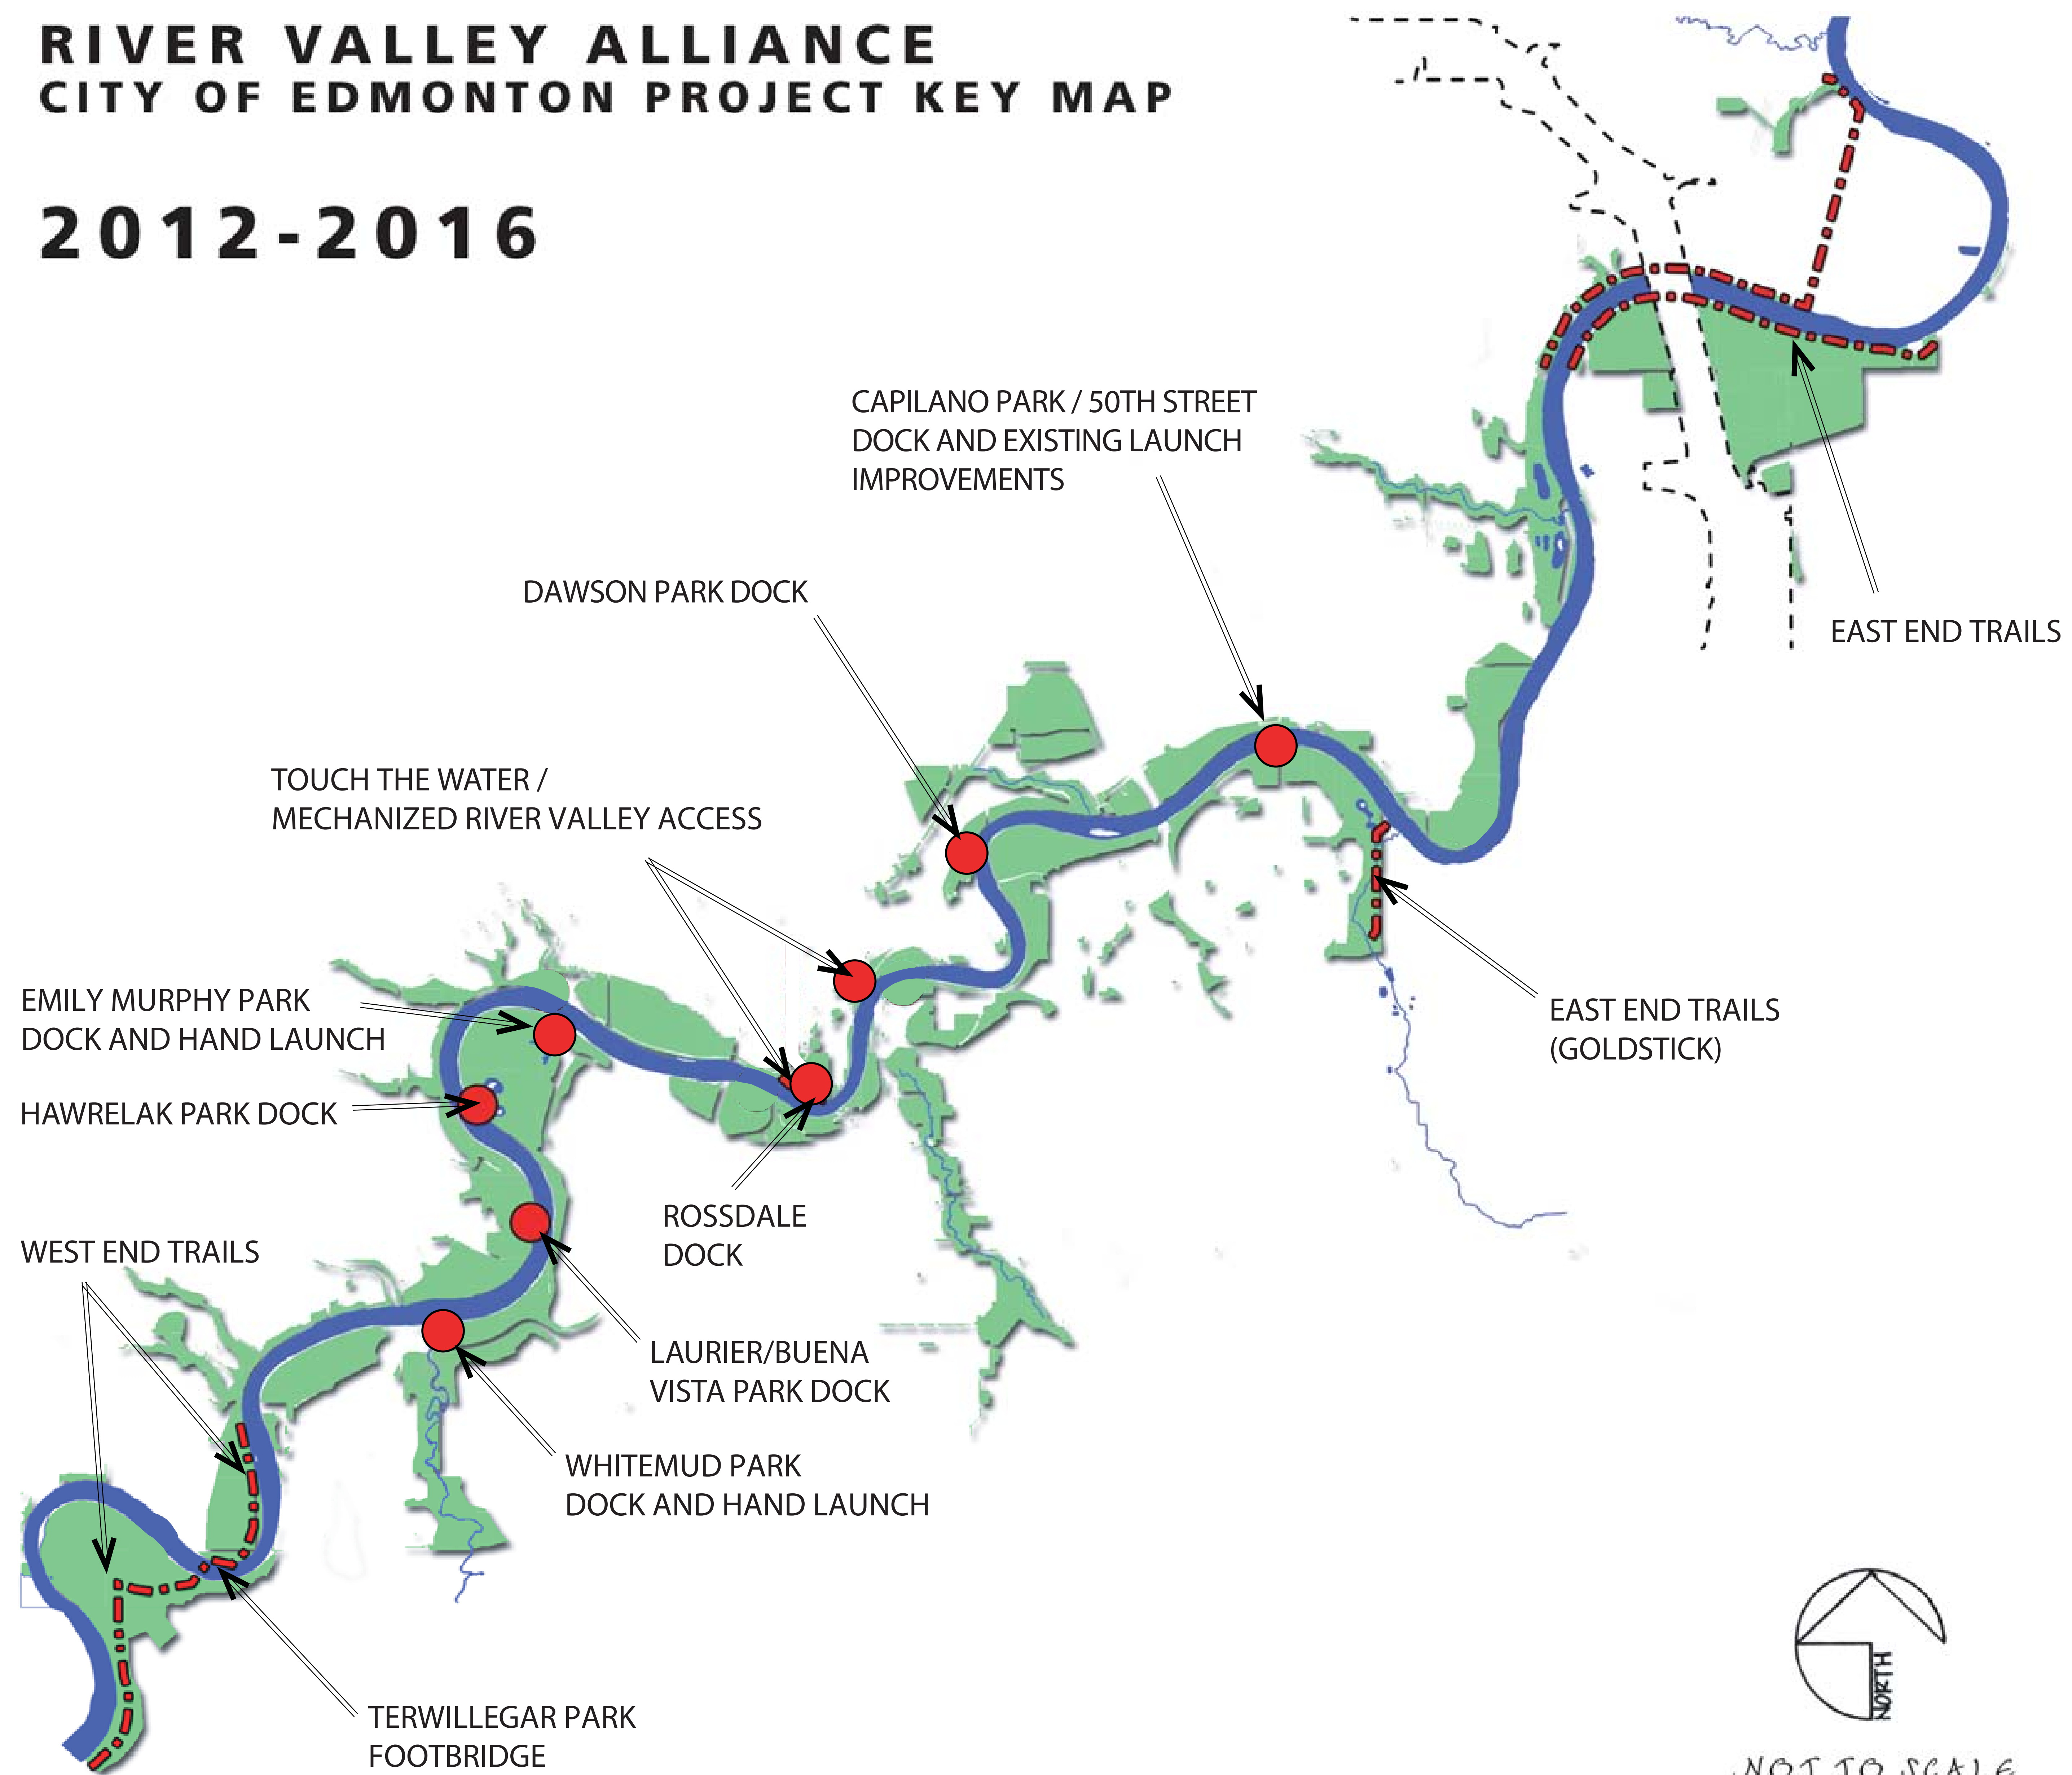 RIVER VALLEY ALLIANCE
CITY OF EDMONTON PROJECT KEY MAP
2012-2016
CAPILANO PARK / 50TH STREET
DOCK AND EXISTING LAUNCH
IMPROVEMENTS
DAWSON PARK DOCK
EAST END TRAILS
TOUCH THE WATER /
MECHANIZED RIVER VALLEY ACCESS
EMILY MURPHY PARK
DOCK AND HAND LAUNCH
EAST END TRAILS
(GOLDSTICK)
HAWRELAK PARK DOCK
ROSSDALE
DOCK
WEST END TRAILS
LAURIER/BUENA
VISTA PARK DOCK
WHITEMUD PARK
DOCK AND HAND LAUNCH
TERWILLEGAR PARK
FOOTBRIDGE
NORTH
NOT TO SCALE